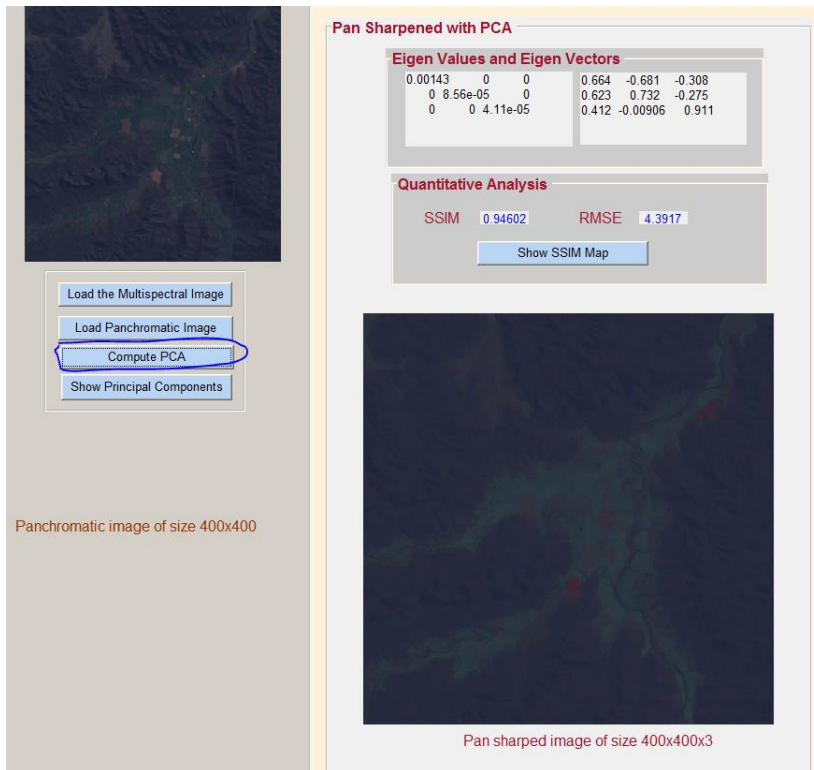 Load the Multispectral Image
Load Panchromatic Image
Compute PCA
Show Principal Components
Panchromatic image of size 400x400
Pan Sharpened with PCA
Eigen Values and Eigen Vectors
0.00143 0 0
0 8.56e-05 0
0 0 4.11e-05
0.664 -0.681 -0.308
0.623 0.732 -0.275
0.412 -0.00906 0.911
Quantitative Analysis
SSIM 0.94602 RMSE 4.3917
Show SSIM Map
Pan sharped image of size 400x400x3